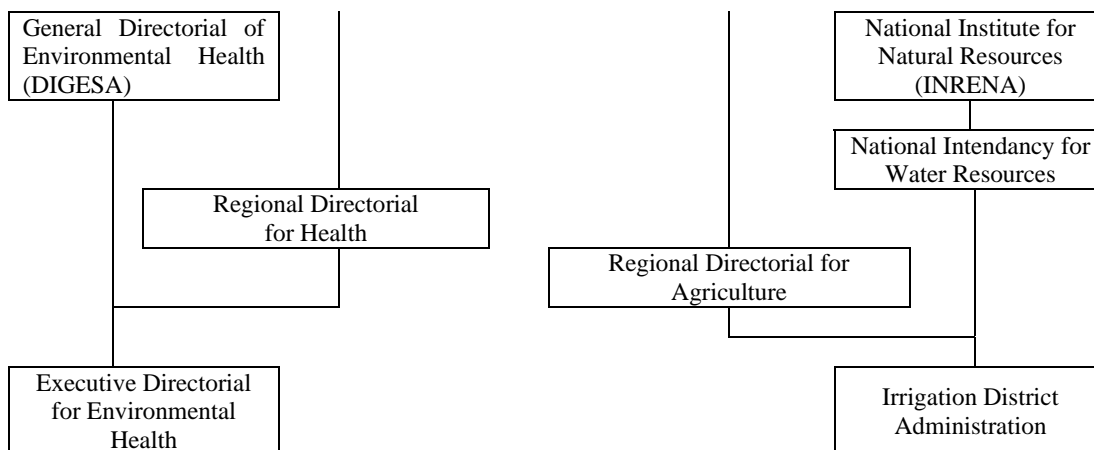 General Directorial of
Environmental Health
(DIGESA)
National Institute for
Natural Resources
(INRENA)
National Intendancy for
Water Resources
Regional Directorial
for Health
Regional Directorial for
Agriculture
Executive Directorial
for Environmental
Health
Irrigation District
Administration